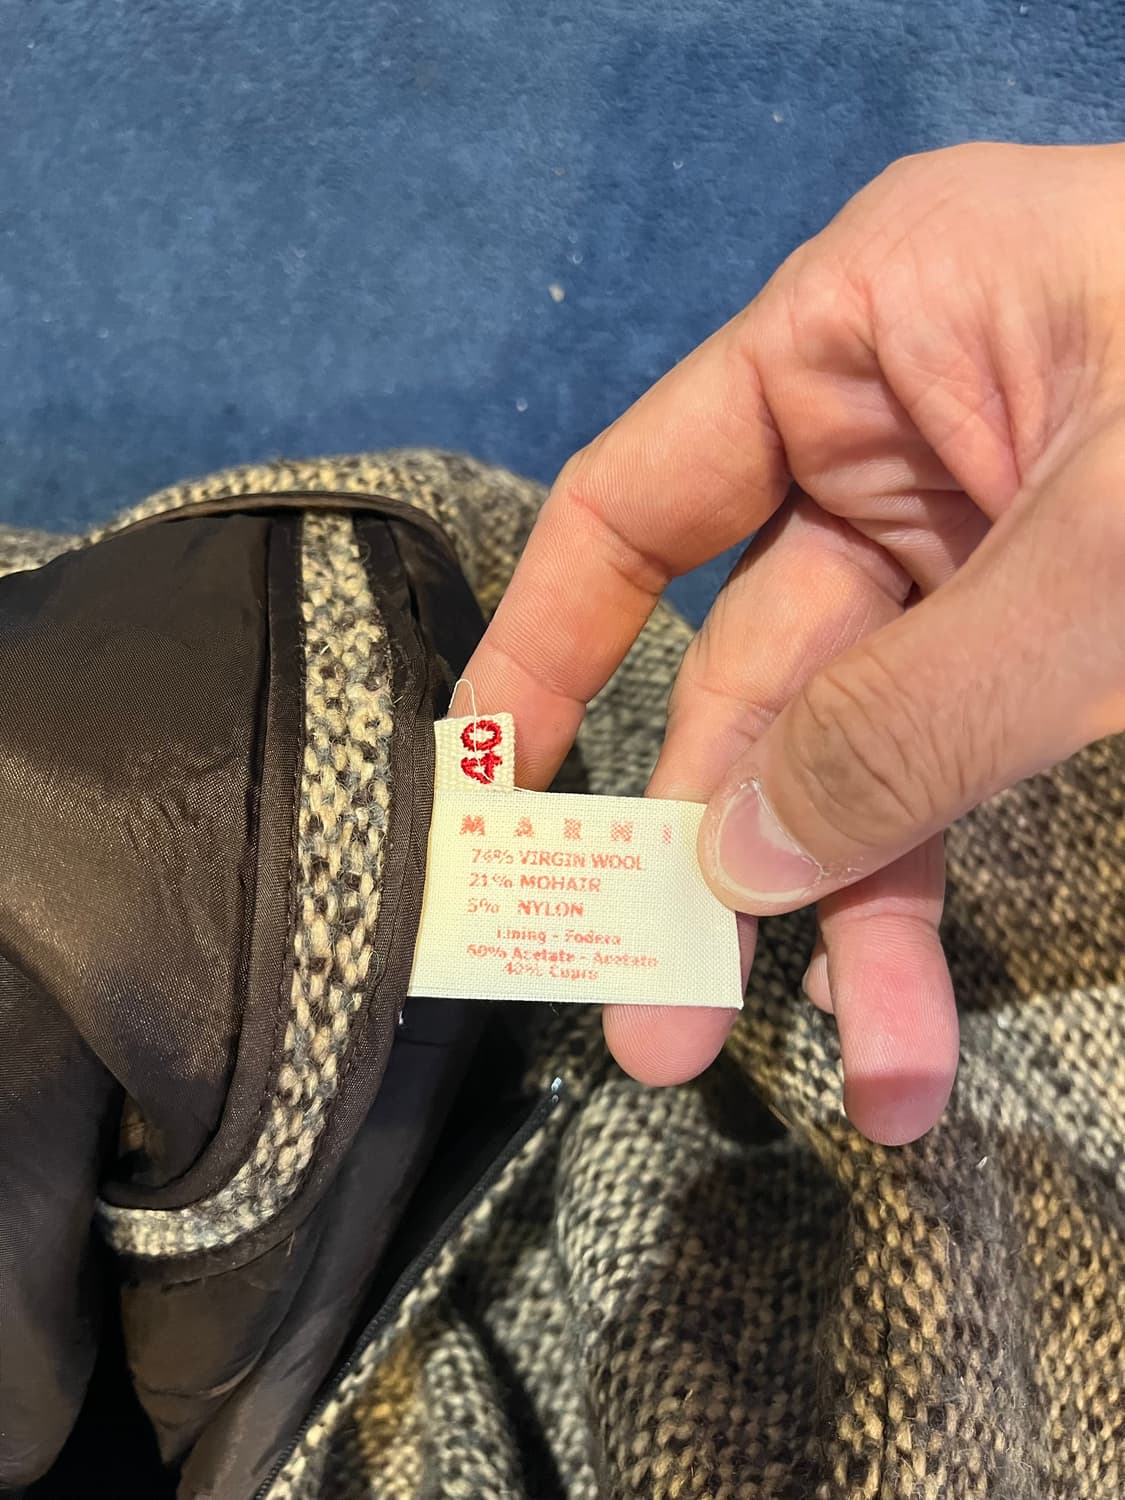 40
MARNI
74% VIRGIN WOOL
21% MOHAIR
5% NYLON
Lining - Fodera
60% Acetate - Acetato
40% Cupro